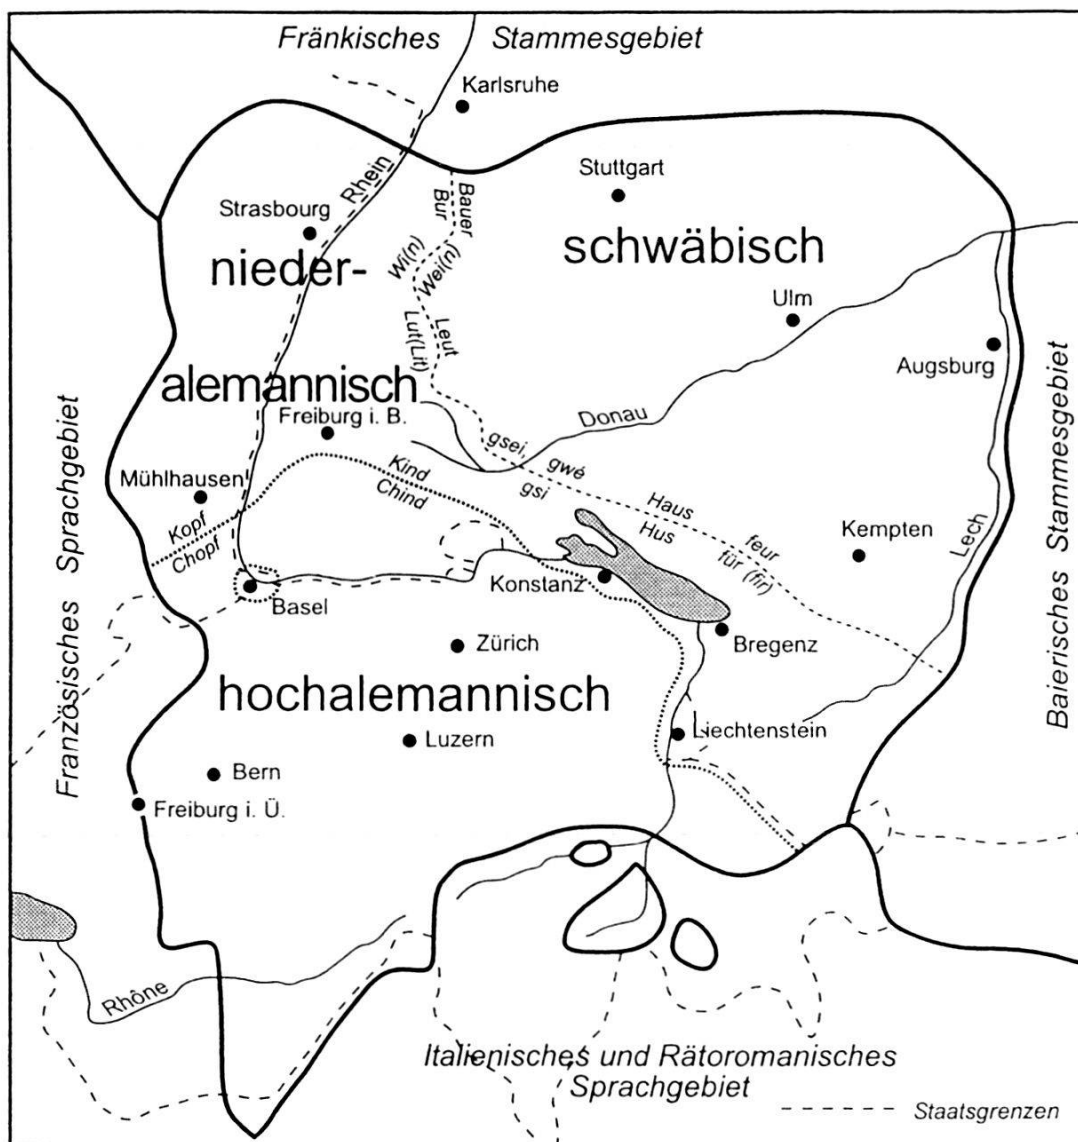 Fränkisches Stammesgebiet
Karlsruhe
Rhein
Stuttgart
Strasbourg
Bauer
Bur
schwäbisch
nieder-
Wi(n)
Wei(n)
Ulm
Leut
Lut(Lit)
Augsburg
alemannisch
Freiburg i. B.
Donau
gsei, gwé
gsi
Kind
Chind
Mühlhausen
Kopf
Chopf
Haus
Hus
feur
für (fir)
Kempten
Lech
Konstanz
Basel
Zürich
Bregenz
hochalemannisch
Luzern
Liechtenstein
Bern
Freiburg i. Ü.
Französisches Sprachgebiet
Baierisches Stammesgebiet
Rhône
Italienisches und Rätoromanisches
Sprachgebiet
Staatsgrenzen